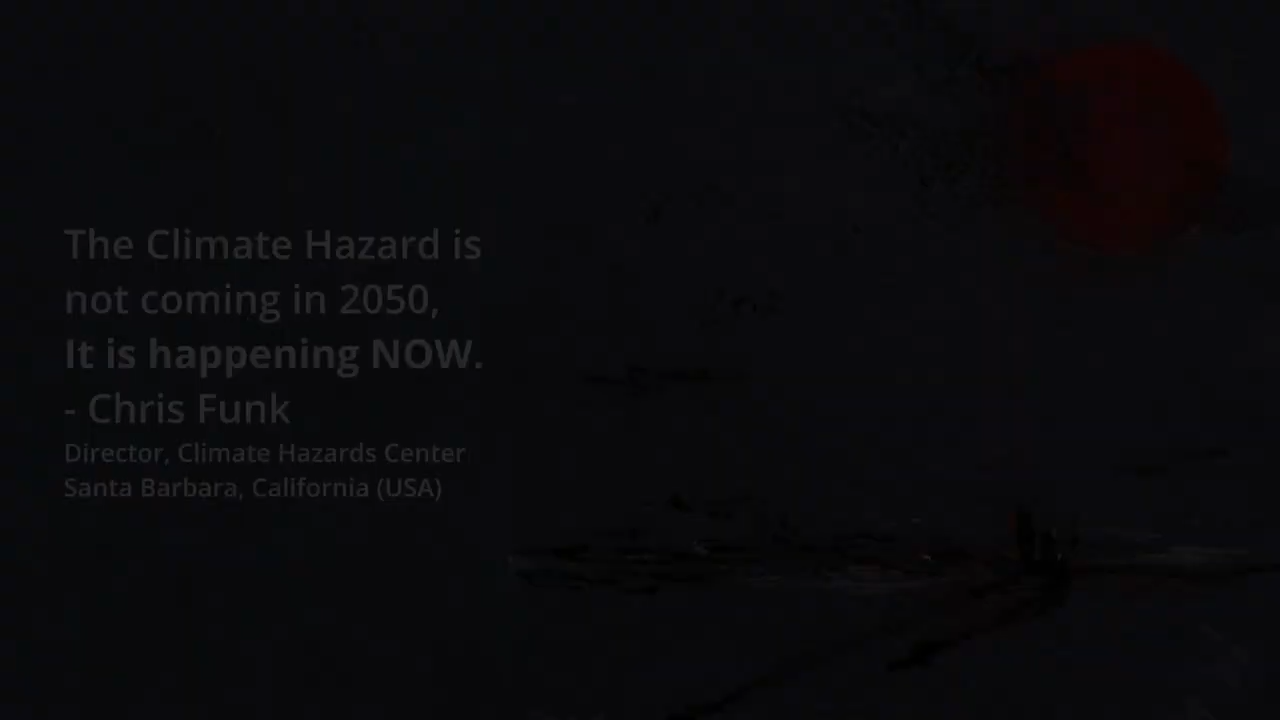 The Climate Hazard is
not coming in 2050,
It is happening NOW.
- Chris Funk
Director, Climate Hazards Center
Santa Barbara, California (USA)